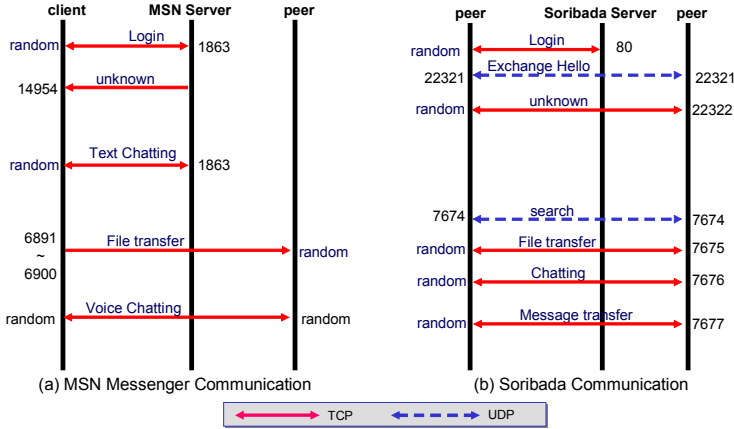 client MSN Server peer
random Login 1863
14954 unknown
random Text Chatting 1863
6891 File transfer
~ random
6900
random Voice Chatting random
(a) MSN Messenger Communication
peer Soribada Server peer
random Login 80
22321 Exchange Hello 22321
random unknown 22322
7674 search 7674
random File transfer 7675
random Chatting 7676
random Message transfer 7677
(b) Soribada Communication
TCP UDP